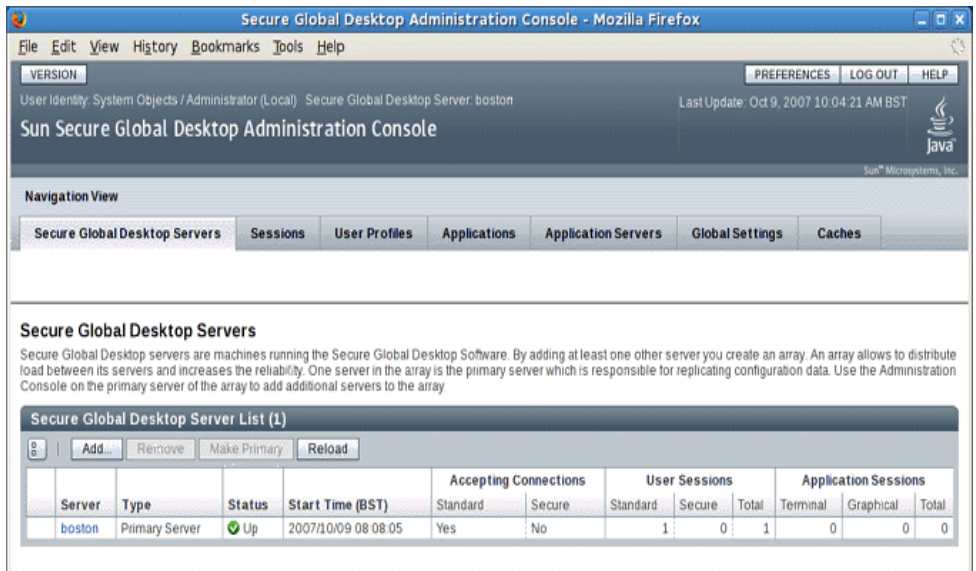 Secure Global Desktop Administration Console - Mozilla Firefox
File Edit View History Bookmarks Tools Help
VERSION PREFERENCES LOG OUT HELP
User Identity: System Objects / Administrator (Local) Secure Global Desktop Server: boston Last Update: Oct 9, 2007 10:04:21 AM BST
Sun Secure Global Desktop Administration Console
Java
Sun™ Microsystems, Inc.
Navigation View
Secure Global Desktop Servers Sessions User Profiles Applications Application Servers Global Settings Caches
Secure Global Desktop Servers
Secure Global Desktop servers are machines running the Secure Global Desktop Software. By adding at least one other server you create an array. An array allows to distribute
load between its servers and increases the reliability. One server in the array is the primary server which is responsible for replicating configuration data. Use the Administration
Console on the primary server of the array to add additional servers to the array
Secure Global Desktop Server List (1)
Add... Remove Make Primary Reload
Accepting Connections User Sessions Application Sessions
Server Type Status Start Time (BST) Standard Secure Standard Secure Total Terminal Graphical Total
boston Primary Server Up 2007/10/09 08:08:05 Yes No 1 0 1 0 0 0